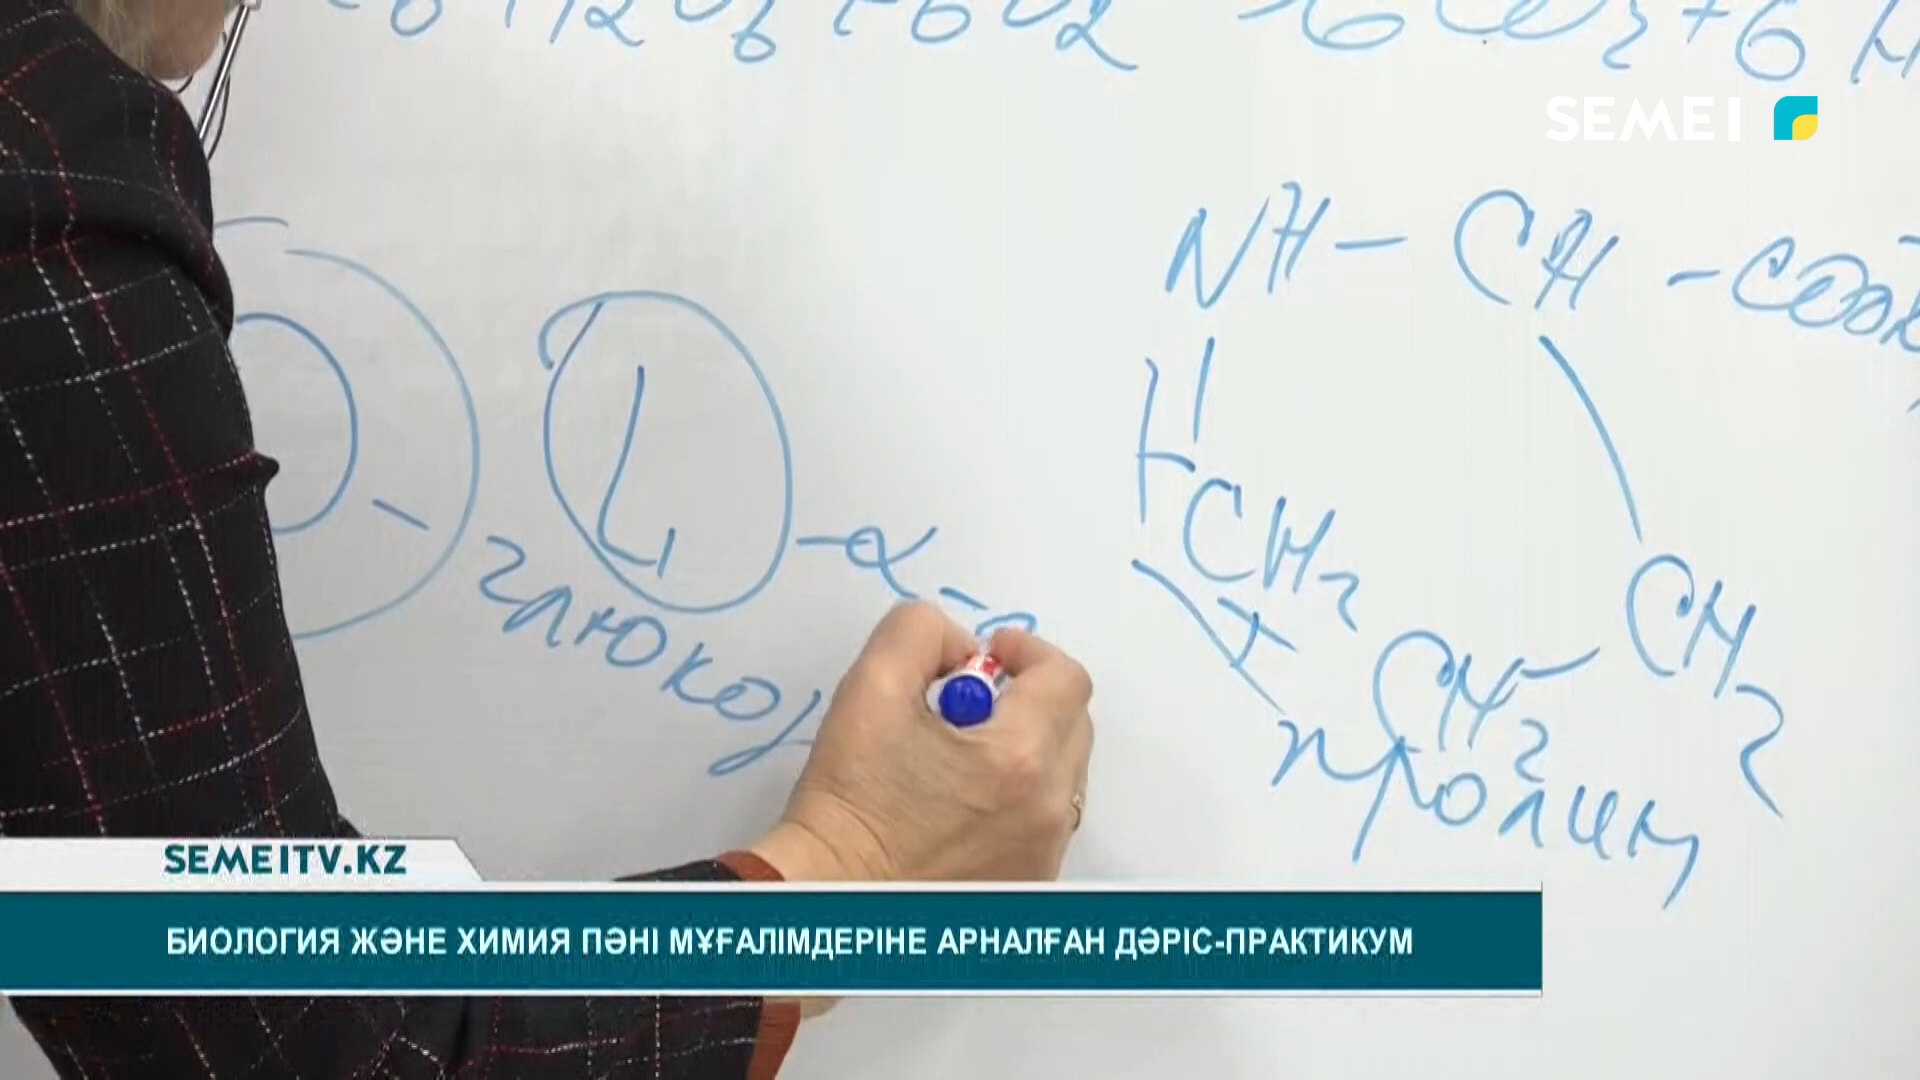 SEMEI
NH – CH – COOH
L – α –
CH2
глюкоз
CH2 – CH2
пролин
SEMEITV.KZ
БИОЛОГИЯ ЖӘНЕ ХИМИЯ ПӘНІ МҰҒАЛІМДЕРІНЕ АРНАЛҒАН ДӘРІС-ПРАКТИКУМ